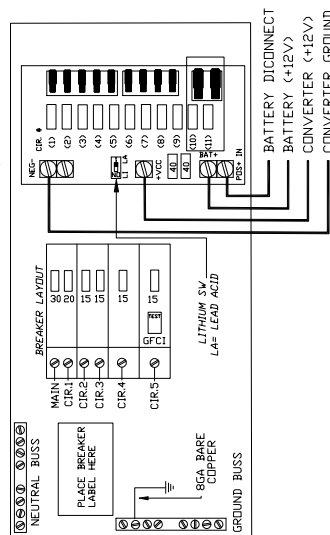 CIR. #
(1)
(2)
(3)
(4)
(5)
(6)
(7)
(8)
(9)
(10)
(11)
NEG-
LI
LA
+VCC
40
40
BAT+
POS+ IN
BATTERY DICONNECT
BATTERY (+12V)
CONVERTER (+12V)
CONVERTER GROUND
BREAKER LAYOUT
30
20
15
15
15
15
TEST
GFCI
MAIN
CIR.1
CIR.2
CIR.3
CIR.4
CIR.5
LITHIUM SW
LA= LEAD ACID
NEUTRAL BUSS
PLACE BREAKER
LABEL HERE
8GA BARE
COPPER
GROUND BUSS